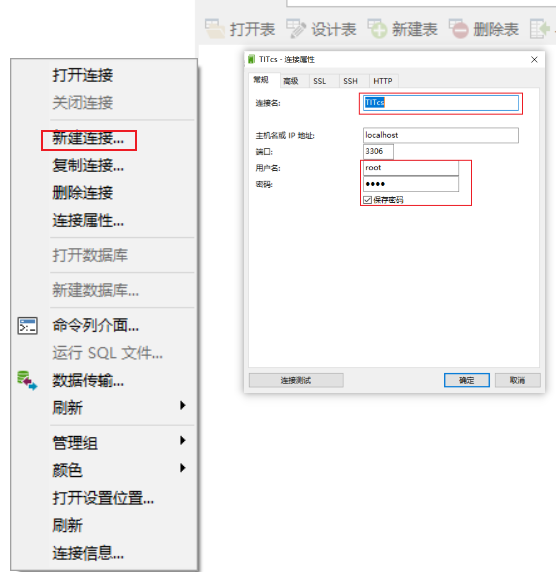 打开表 设计表 新建表 删除表
打开连接
关闭连接
新建连接...
复制连接...
删除连接
连接属性...
打开数据库
新建数据库...
命令列介面...
运行 SQL 文件...
数据传输...
刷新
管理组
颜色
打开设置位置...
刷新
连接信息...
TITcs - 连接属性
常规 高级 SSL SSH HTTP
连接名: TITcs
主机名或 IP 地址: localhost
端口: 3306
用户名: root
密码: ••••
保存密码
连接测试 确定 取消